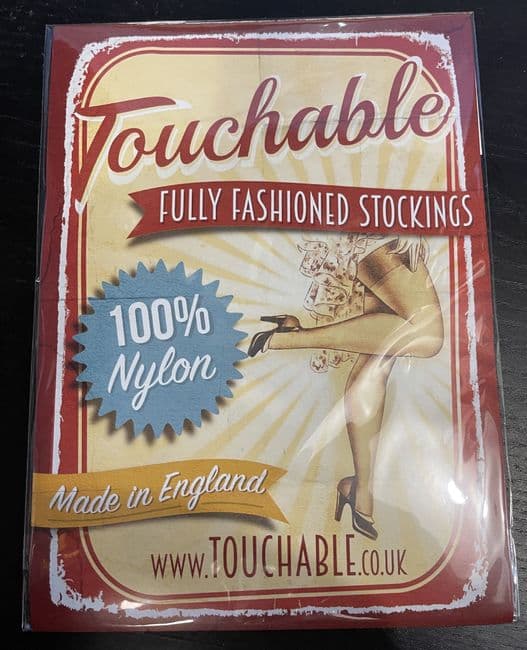 Touchable
FULLY FASHIONED STOCKINGS
100%
Nylon
Made in England
WWW.TOUCHABLE.CO.UK